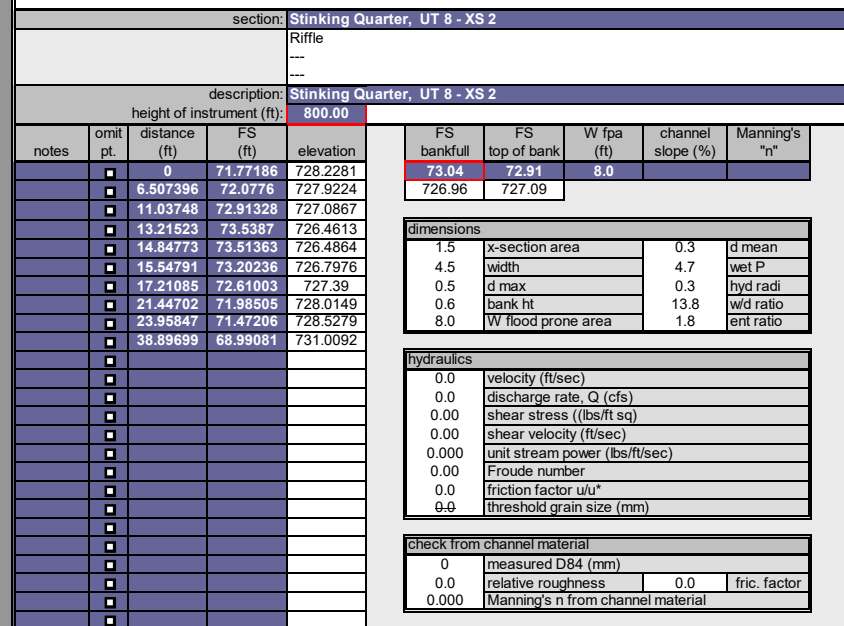 section: Stinking Quarter, UT 8 - XS 2
Riffle
---
---
description: Stinking Quarter, UT 8 - XS 2
height of instrument (ft): 800.00
omit distance FS FS FS W fpa channel Manning's
notes pt. (ft) (ft) elevation bankfull top of bank (ft) slope (%) "n"
0 71.77186 728.2281 73.04 72.91 8.0
6.507396 72.0776 727.9224 726.96 727.09
11.03748 72.91328 727.0867
13.21523 73.5387 726.4613 dimensions
14.84773 73.51363 726.4864 1.5 x-section area 0.3 d mean
15.54791 73.20236 726.7976 4.5 width 4.7 wet P
17.21085 72.61003 727.39 0.5 d max 0.3 hyd radi
21.44702 71.98505 728.0149 0.6 bank ht 13.8 w/d ratio
23.95847 71.47206 728.5279 8.0 W flood prone area 1.8 ent ratio
38.89699 68.99081 731.0092
hydraulics
0.0 velocity (ft/sec)
0.0 discharge rate, Q (cfs)
0.00 shear stress ((lbs/ft sq)
0.00 shear velocity (ft/sec)
0.000 unit stream power (lbs/ft/sec)
0.00 Froude number
0.0 friction factor u/u*
0.0 threshold grain size (mm)
check from channel material
0 measured D84 (mm)
0.0 relative roughness 0.0 fric. factor
0.000 Manning's n from channel material